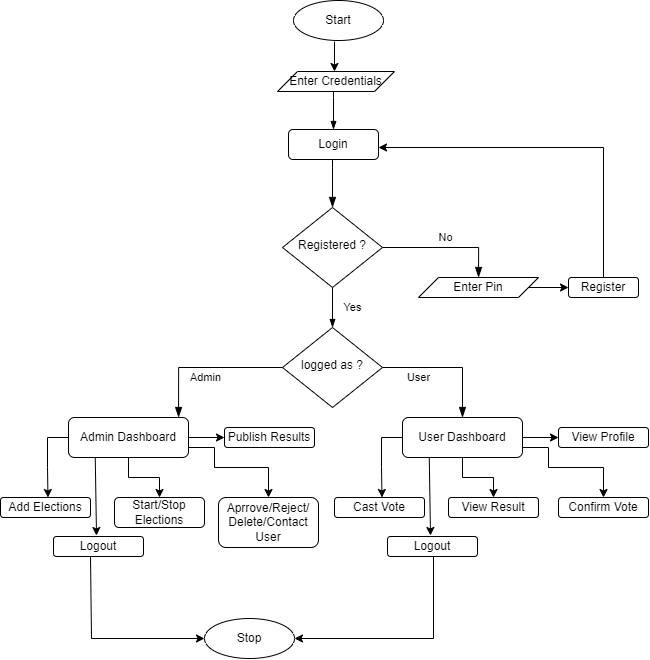 Start
Enter Credentials
Login
Registered ?
No
Enter Pin
Register
Yes
logged as ?
Admin
User
Admin Dashboard
Publish Results
User Dashboard
View Profile
Add Elections
Start/Stop
Elections
Aprrove/Reject/
Delete/Contact
User
Cast Vote
View Result
Confirm Vote
Logout
Logout
Stop